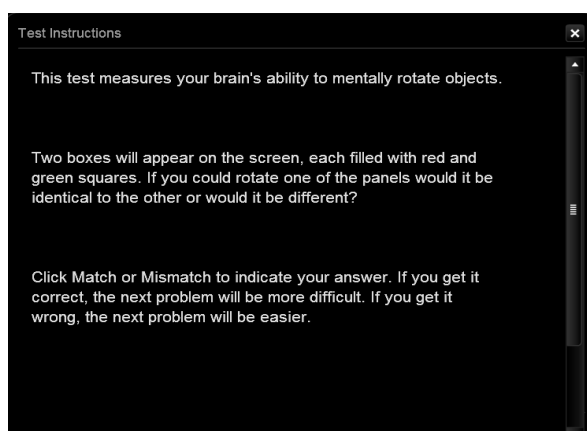 Test Instructions
This test measures your brain's ability to mentally rotate objects.
Two boxes will appear on the screen, each filled with red and
green squares. If you could rotate one of the panels would it be
identical to the other or would it be different?
Click Match or Mismatch to indicate your answer. If you get it
correct, the next problem will be more difficult. If you get it
wrong, the next problem will be easier.